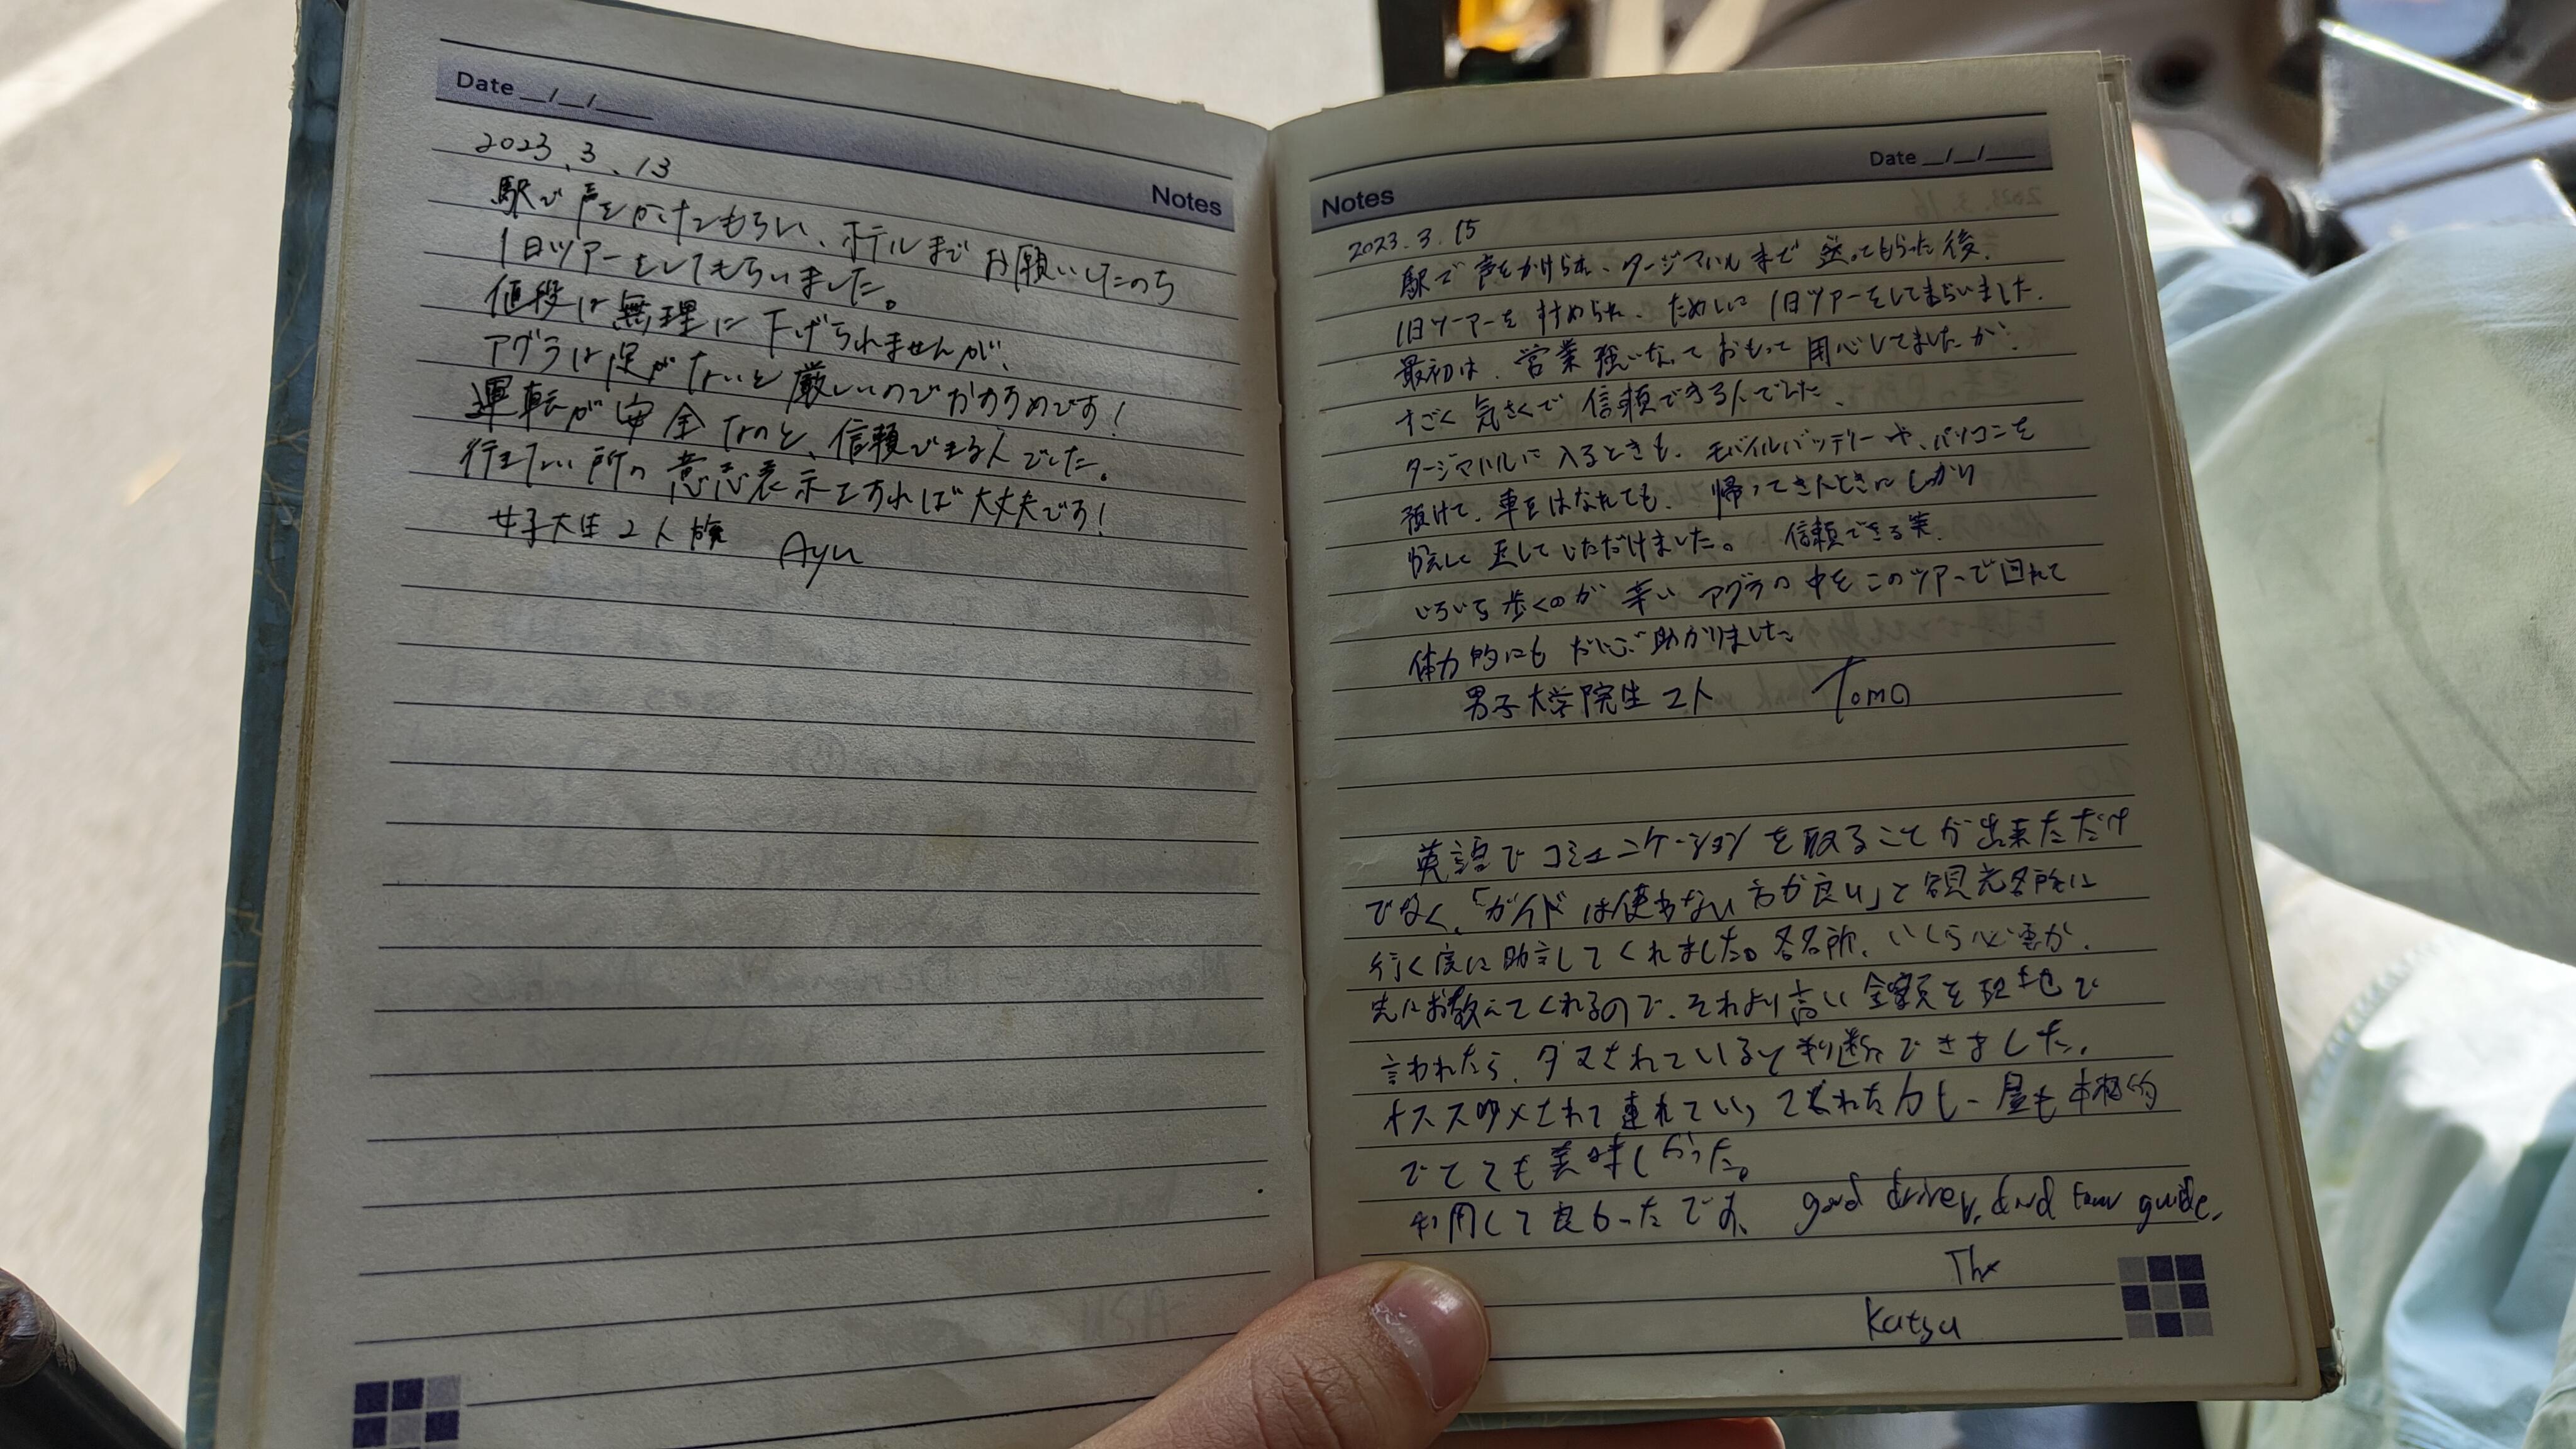 Date _/_/___
Notes
2023.3.13
駅で声をかけてもらい、ホテルまでお願いしたのち
1日ツアーをしてもらいました。
値段は無理に下げられませんが、
アグラは足がないと厳しいのでおすすめです!
運転が安全なのと、信頼できる人でした。
行きたい所の意志表示できれば大丈夫です!
女子大生2人旅 Ayu
Notes
Date _/_/___
2023.3.15
駅で声をかけられ、タージマハルまで送ってもらった後、
1日ツーアーをすすめられ、ためしに1日ツアーをしてもらいました.
最初は、営業強いなっておもって用心してましたが、
すごく気さくで信頼できる人でした、
タージマハルに入るときも、モバイルバッテリーや、パソコンを
預けて、車をはなれても、帰ってきたときにしっかり
返していただけました。 信頼できる笑.
いちいち歩くのが辛いアグラの中をこのツアーで回れて
体力的にも だいぶ助かりました
男子大学院生2人 Tomo
英語でコミュニケーションを取ることが出来ただけ
でなく、「ガイドは使わない方が良い」と観光名所に
行く度に助言してくれました。各名所、いくら必要か、
先にお教えてくれるので、それより高い金額を現地で
言われたら、ダマされていると判断できました。
オススメされて連れていってくれたカレー屋も本格的
でとても美味しかった。
利用して良かったです、 good driver, and tour guide,
Thx
Katsu